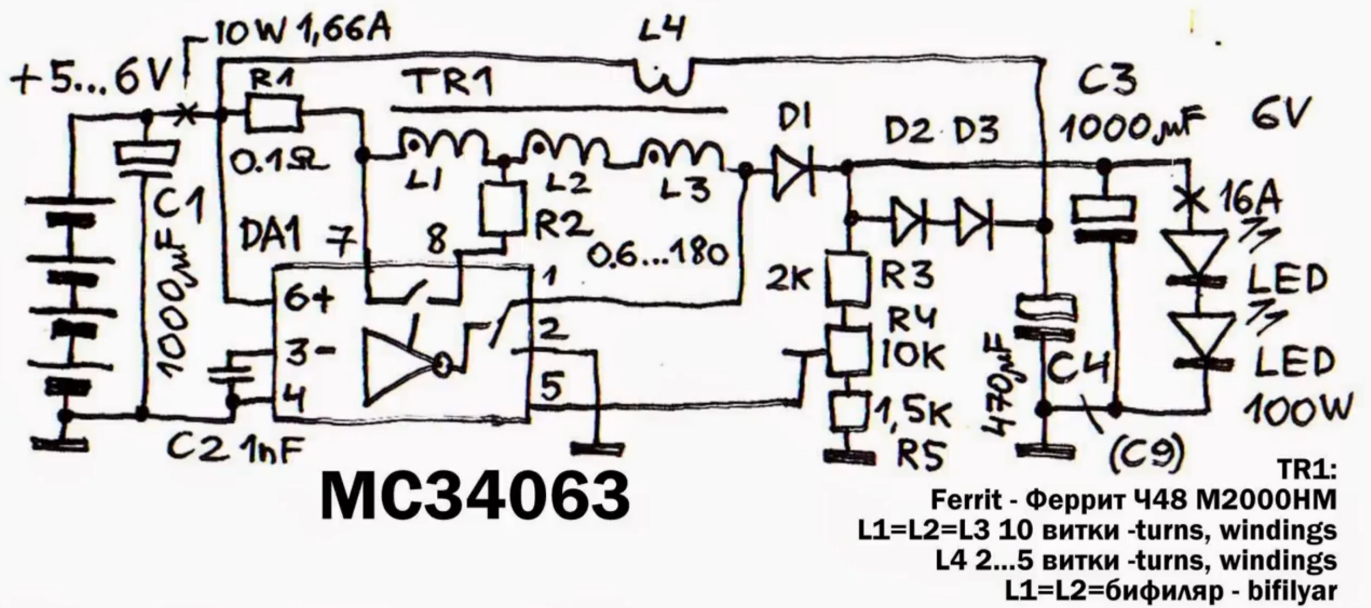 10W 1,66A
L4
+5...6V
R1
TR1
C3
1000µF
6V
D1
D2 D3
0.1Ω
L1
L2
L3
16A
C1
10000µF
DA1
7
8
R2
0.6...180
2K
R3
LED
6+
1
R4
10K
3-
2
470µF
C4
LED
4
5
1,5K
100W
C2 1nF
R5
(C9)
MC34063
TR1:
Ferrit - Феррит Ч48 М2000НМ
L1=L2=L3 10 витки -turns, windings
L4 2...5 витки -turns, windings
L1=L2=бифиляр - bifilyar